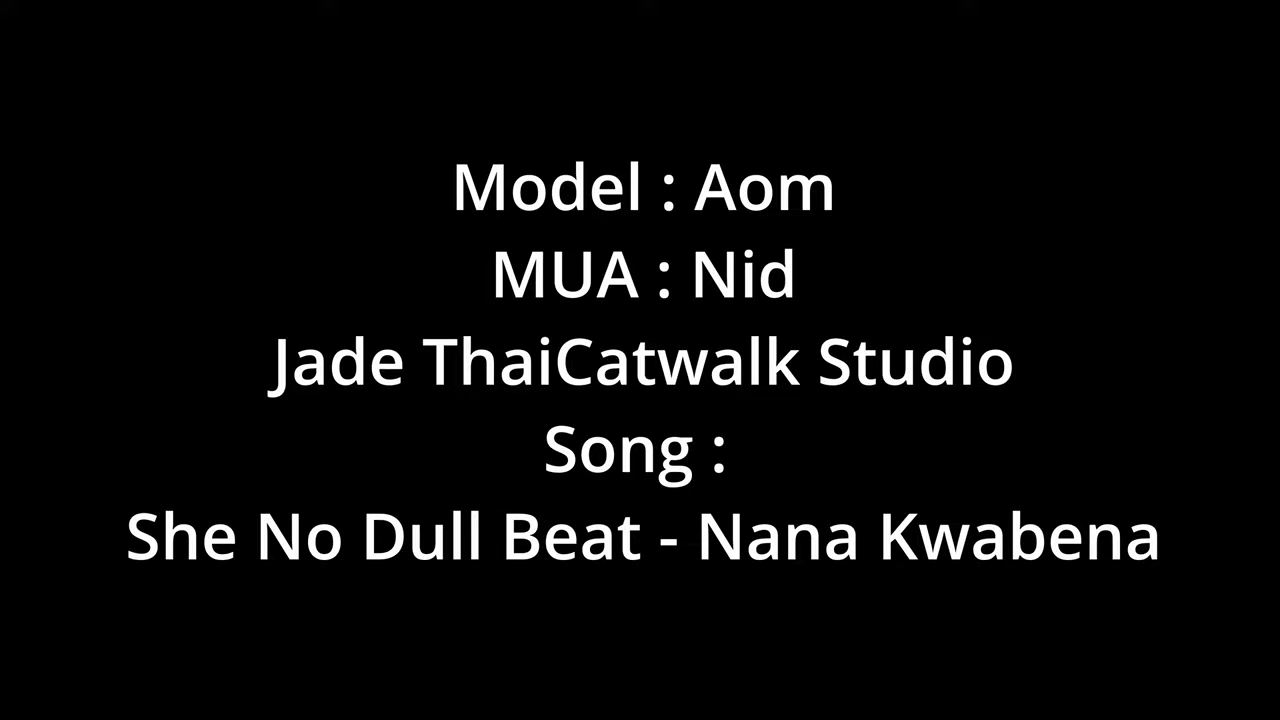 Model : Aom
MUA : Nid
Jade ThaiCatwalk Studio
Song :
She No Dull Beat - Nana Kwabena